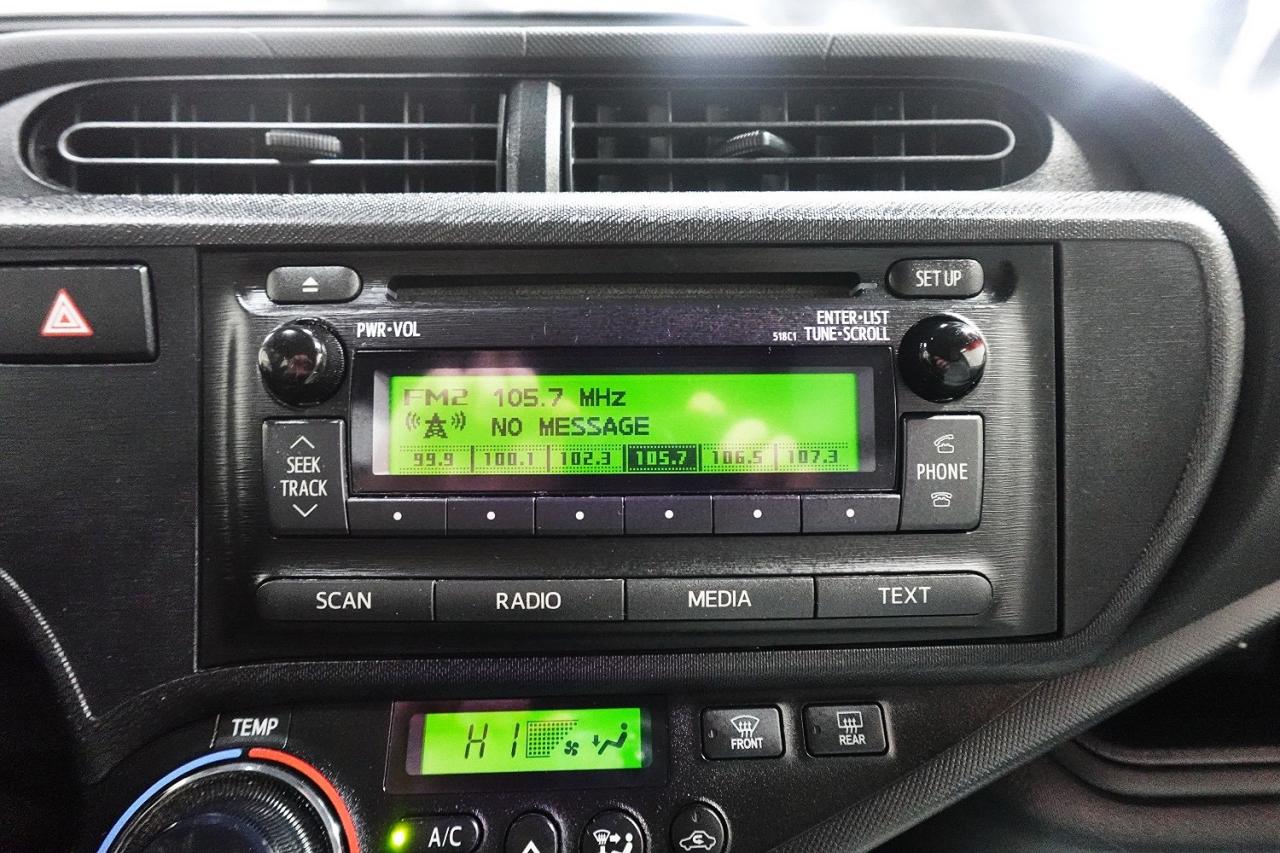 SET UP
PWR•VOL
ENTER•LIST
518C1 TUNE•SCROLL
FM2 105.7 MHz
NO MESSAGE
99.9 100.1 102.3 105.7 106.5 107.3
SEEK
TRACK
PHONE
SCAN RADIO MEDIA TEXT
TEMP
HI
FRONT
REAR
A/C